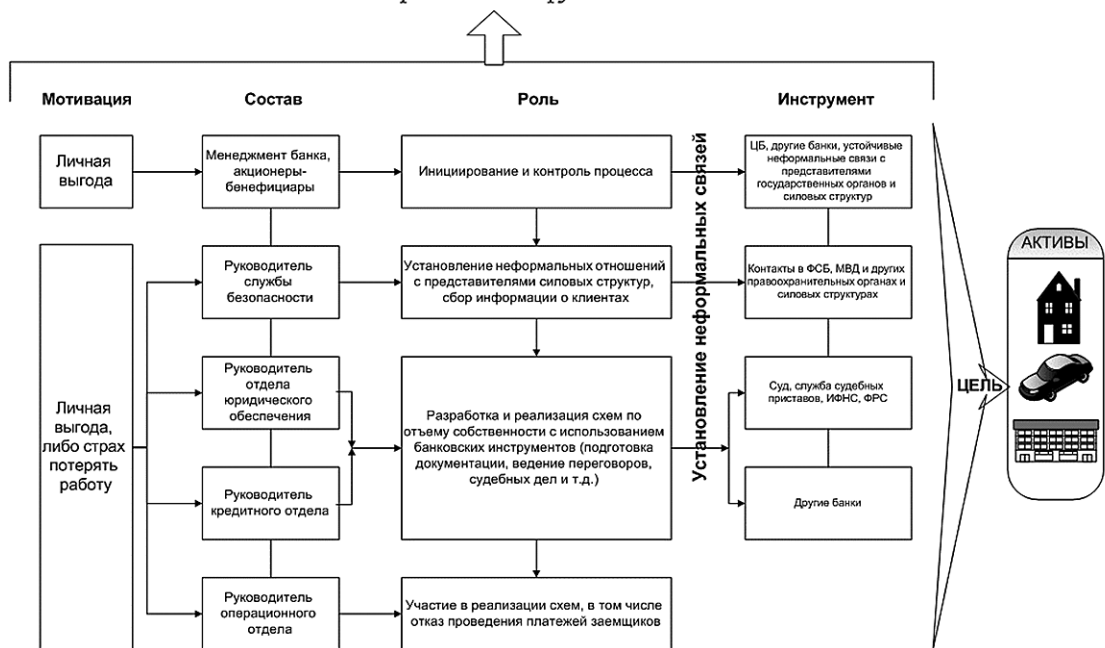 Мотивация
Состав
Роль
Инструмент
Личная
выгода
Менеджмент банка,
акционеры-
бенефициары
Инициирование и контроль процесса
ЦБ, другие банки, устойчивые
неформальные связи с
представителями
государственных органов и
силовых структур
Установление неформальных связей
Личная
выгода,
либо страх
потерять
работу
Руководитель
службы
безопасности
Установление неформальных отношений
с представителями силовых структур,
сбор информации о клиентах
Контакты в ФСБ, МВД и других
правоохранительных органах и
силовых структурах
Руководитель
отдела
юридического
обеспечения
Руководитель
кредитного отдела
Разработка и реализация схем по
отъему собственности с использованием
банковских инструментов (подготовка
документации, ведение переговоров,
судебных дел и т.д.)
Суд, служба судебных
приставов, ИФНС, ФРС
Другие банки
Руководитель
операционного
отдела
Участие в реализации схем, в том числе
отказ проведения платежей заемщиков
ЦЕЛЬ
АКТИВЫ